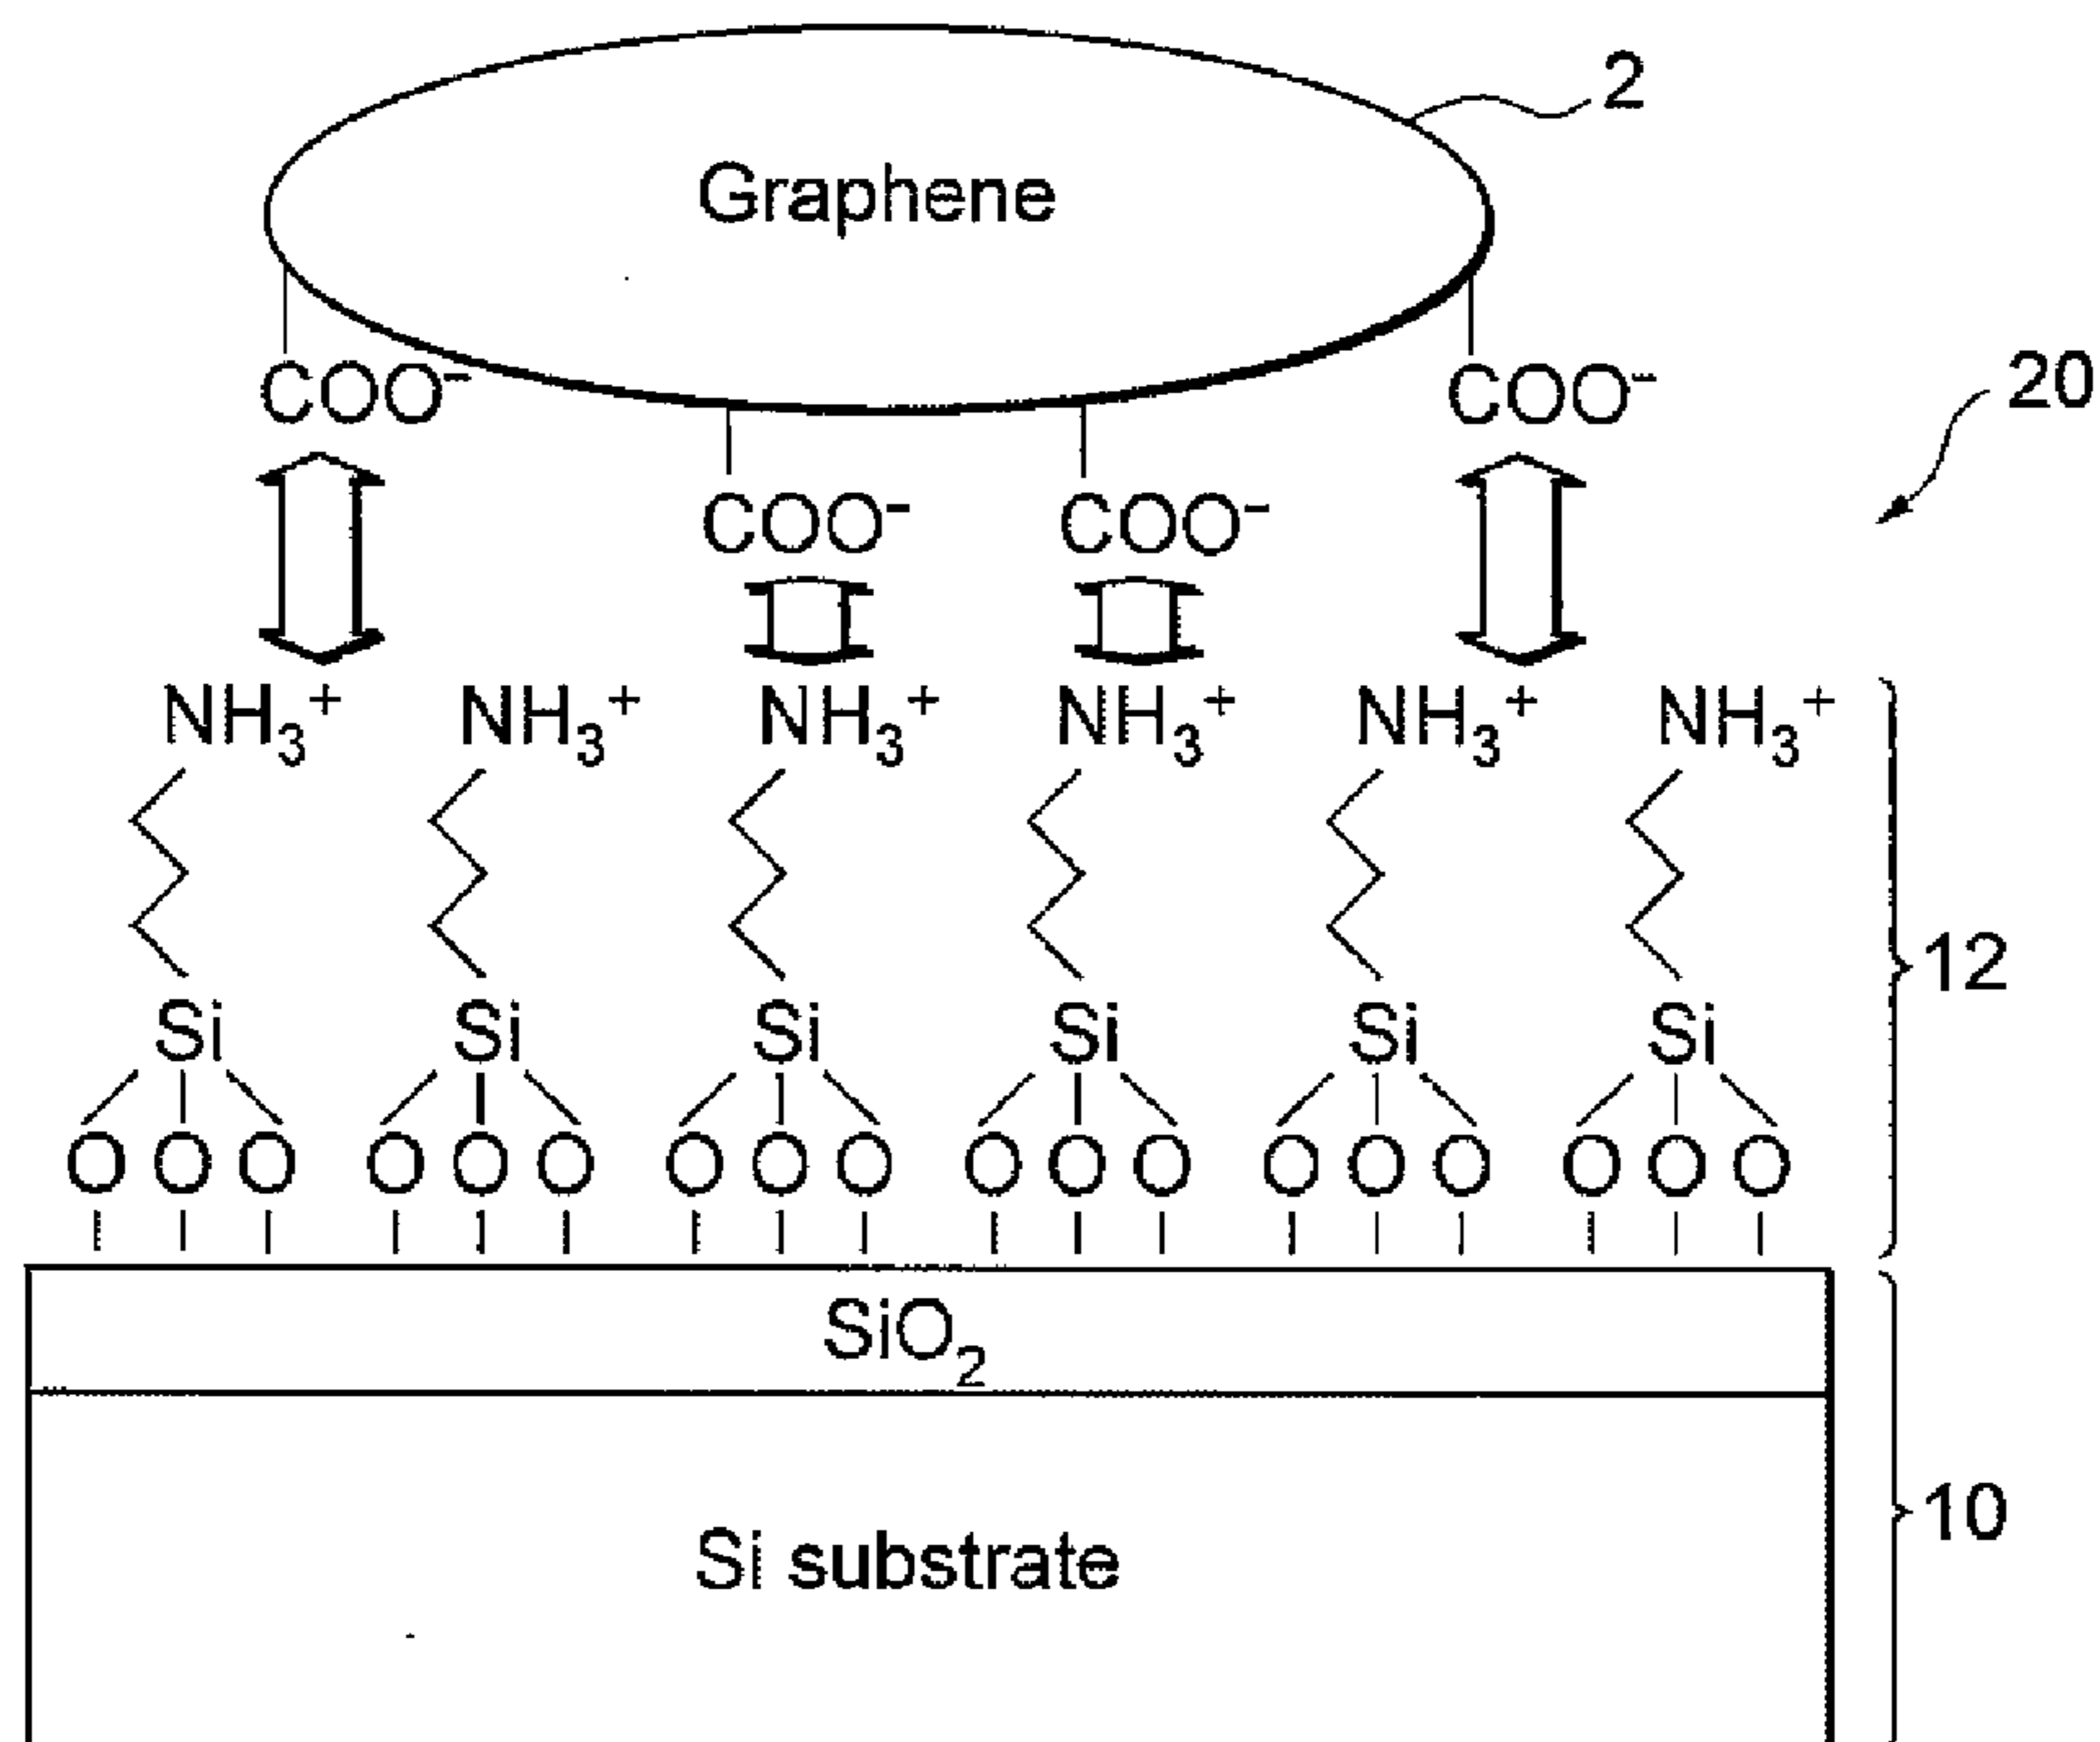 2
Graphene
COO⁻ COO⁻ 20
COO⁻ COO⁻
NH₃⁺ NH₃⁺ NH₃⁺ NH₃⁺ NH₃⁺ NH₃⁺
12
Si Si Si Si Si Si
O O O O O O O O O O O O O O O O O O
SiO₂
10
Si substrate